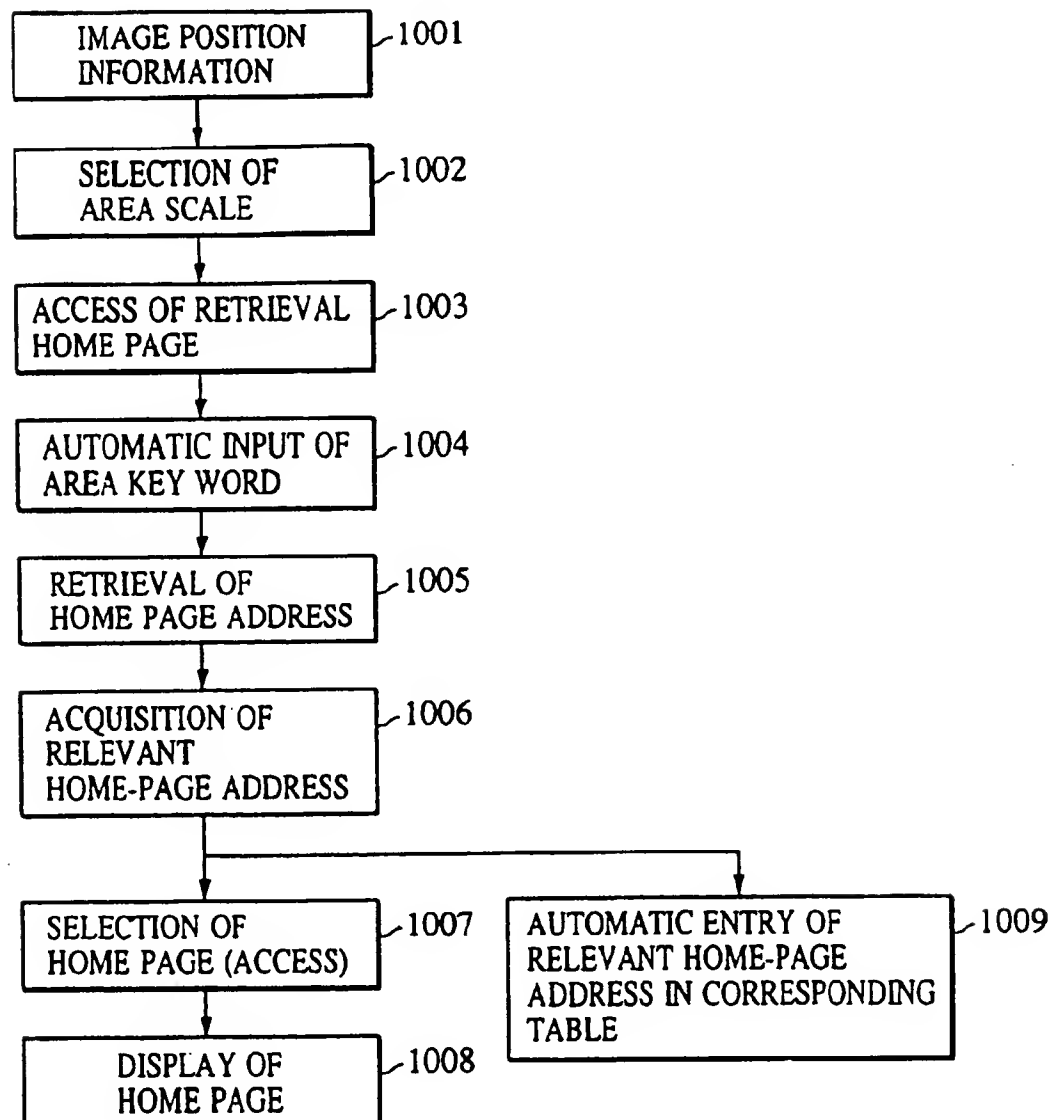 IMAGE POSITION
INFORMATION
1001
SELECTION OF
AREA SCALE
1002
ACCESS OF RETRIEVAL
HOME PAGE
1003
AUTOMATIC INPUT OF
AREA KEY WORD
1004
RETRIEVAL OF
HOME PAGE ADDRESS
1005
ACQUISITION OF
RELEVANT
HOME-PAGE ADDRESS
1006
SELECTION OF
HOME PAGE (ACCESS)
1007
AUTOMATIC ENTRY OF
RELEVANT HOME-PAGE
ADDRESS IN CORRESPONDING
TABLE
1009
DISPLAY OF
HOME PAGE
1008